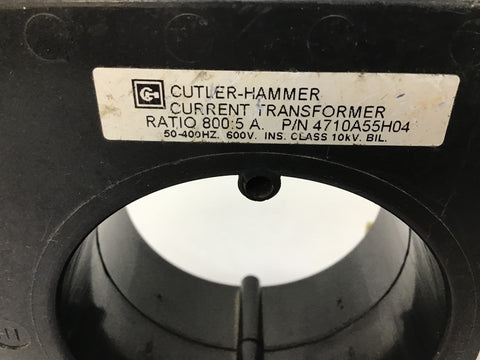 CUTLER-HAMMER
CURRENT TRANSFORMER
RATIO 800:5 A. P/N 4710A55H04
50-400HZ. 600V. INS. CLASS 10kV. BIL.